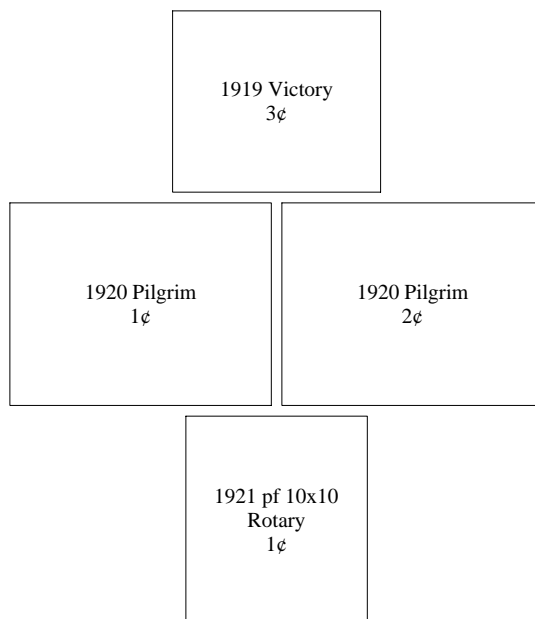 1919 Victory
3¢
1920 Pilgrim
1¢
1920 Pilgrim
2¢
1921 pf 10x10
Rotary
1¢